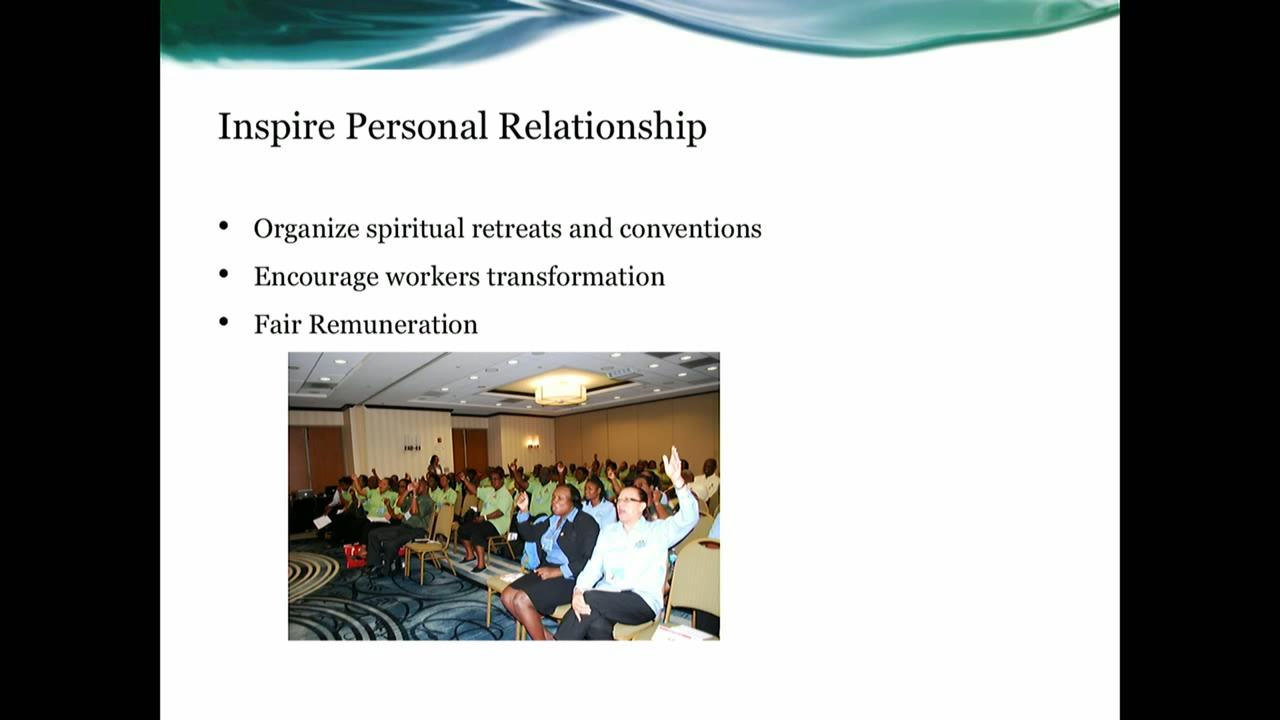 Inspire Personal Relationship
• Organize spiritual retreats and conventions
• Encourage workers transformation
• Fair Remuneration